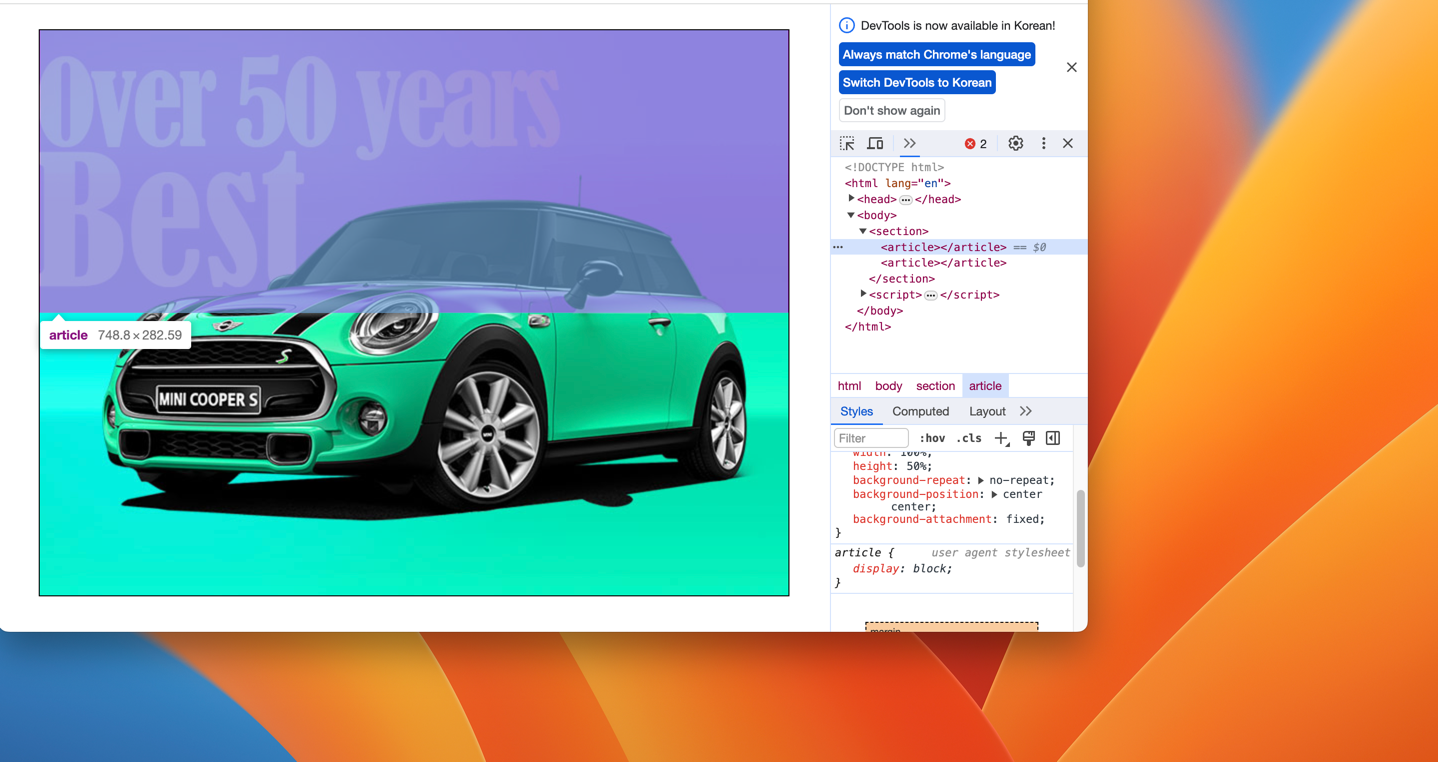 Over 50 years
Best
article 748.8 × 282.59
S
MINI COOPER S
DevTools is now available in Korean!
Always match Chrome's language
Switch DevTools to Korean
Don't show again
2
<!DOCTYPE html>
<html lang="en">
<head> ••• </head>
<body>
<section>
••• <article></article> == $0
<article></article>
</section>
<script> ••• </script>
</body>
</html>
html body section article
Styles Computed Layout
Filter :hov .cls
width: 100%;
height: 50%;
background-repeat: no-repeat;
background-position: center
center;
background-attachment: fixed;
}
article { user agent stylesheet
display: block;
}
margin